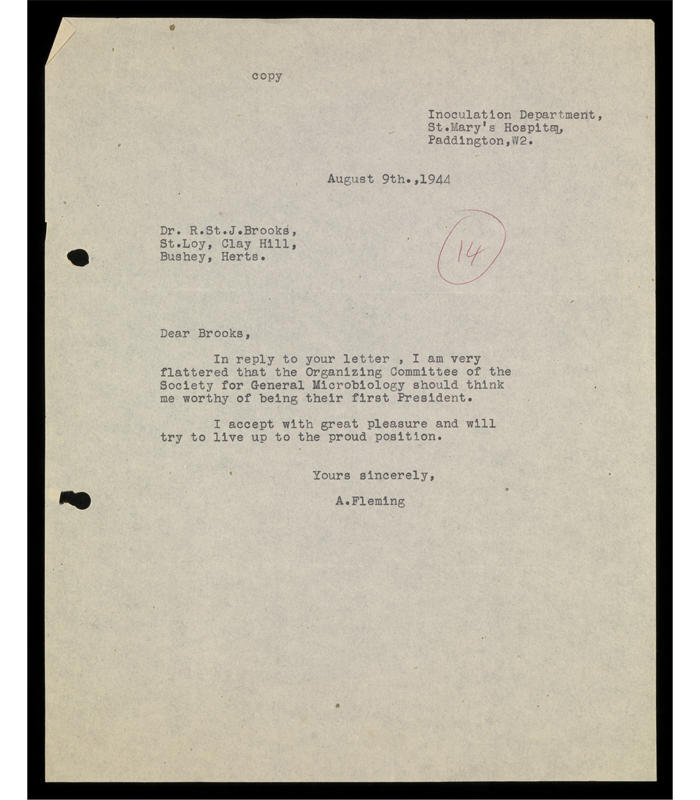 copy
Inoculation Department,
St.Mary's Hospital,
Paddington,W2.
August 9th.,1944
Dr. R.St.J.Brooks,
St.Loy, Clay Hill,
Bushey, Herts.
14
Dear Brooks,
In reply to your letter , I am very
flattered that the Organizing Committee of the
Society for General Microbiology should think
me worthy of being their first President.
I accept with great pleasure and will
try to live up to the proud position.
Yours sincerely,
A.Fleming